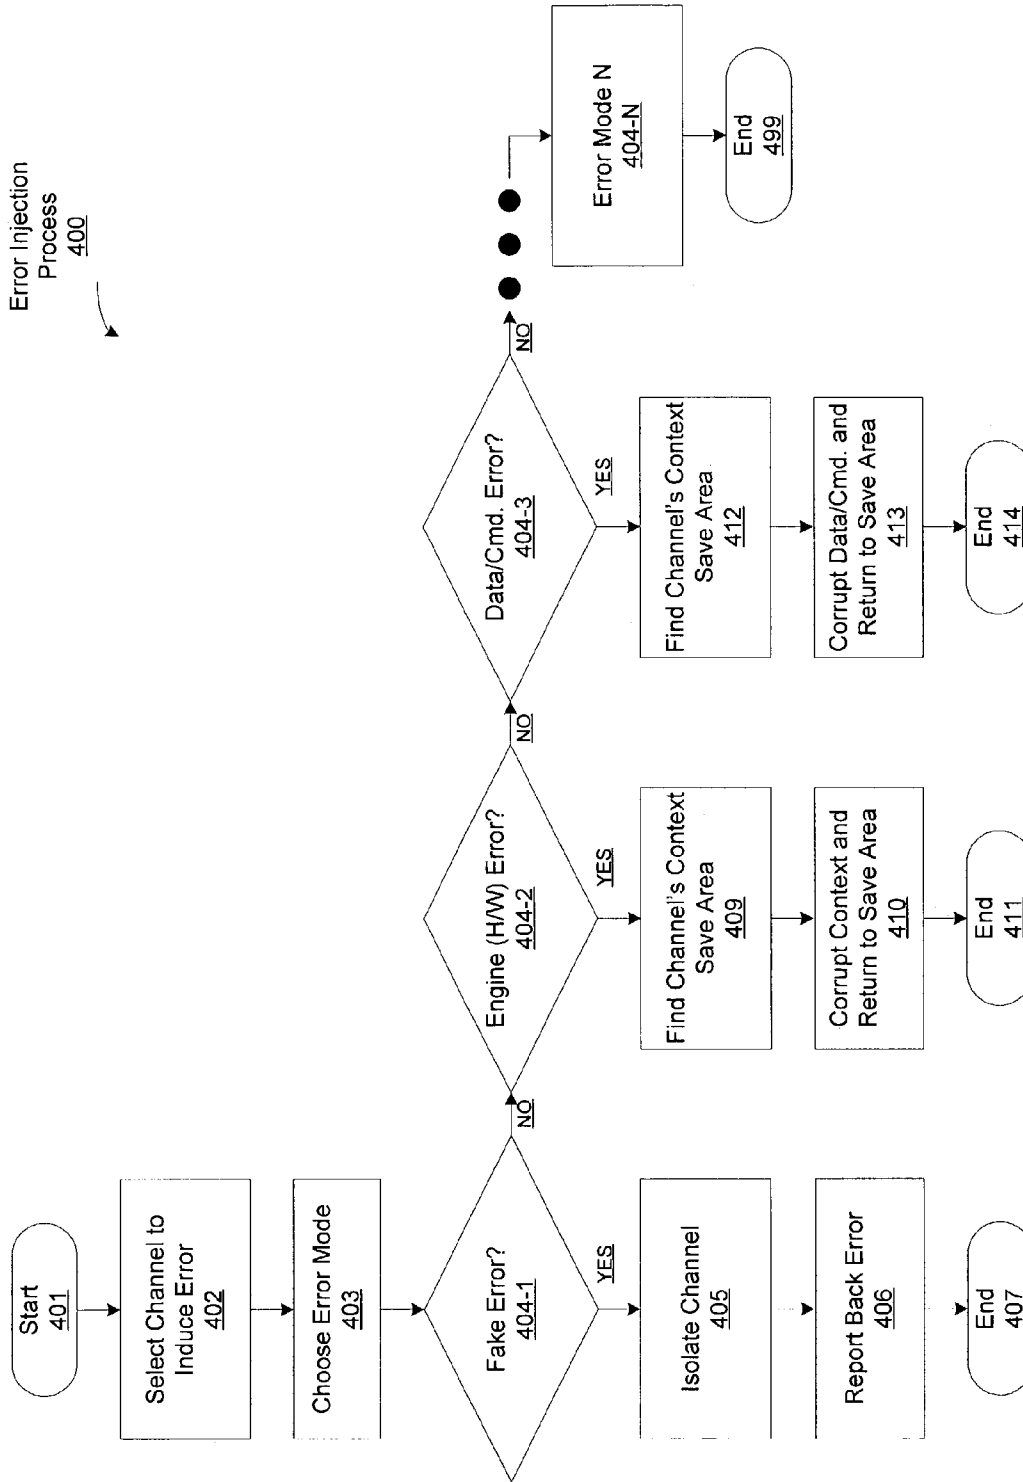 Error Injection
Process
400
Start
401
Select Channel to
Induce Error
402
Choose Error Mode
403
Fake Error?
404-1
NO
YES
Isolate Channel
405
Report Back Error
406
End
407
Engine (H/W) Error?
404-2
NO
YES
Find Channel's Context
Save Area
409
Corrupt Context and
Return to Save Area
410
End
411
Data/Cmd. Error?
404-3
NO
YES
Find Channel's Context
Save Area
412
Corrupt Data/Cmd. and
Return to Save Area
413
End
414
Error Mode N
404-N
End
499